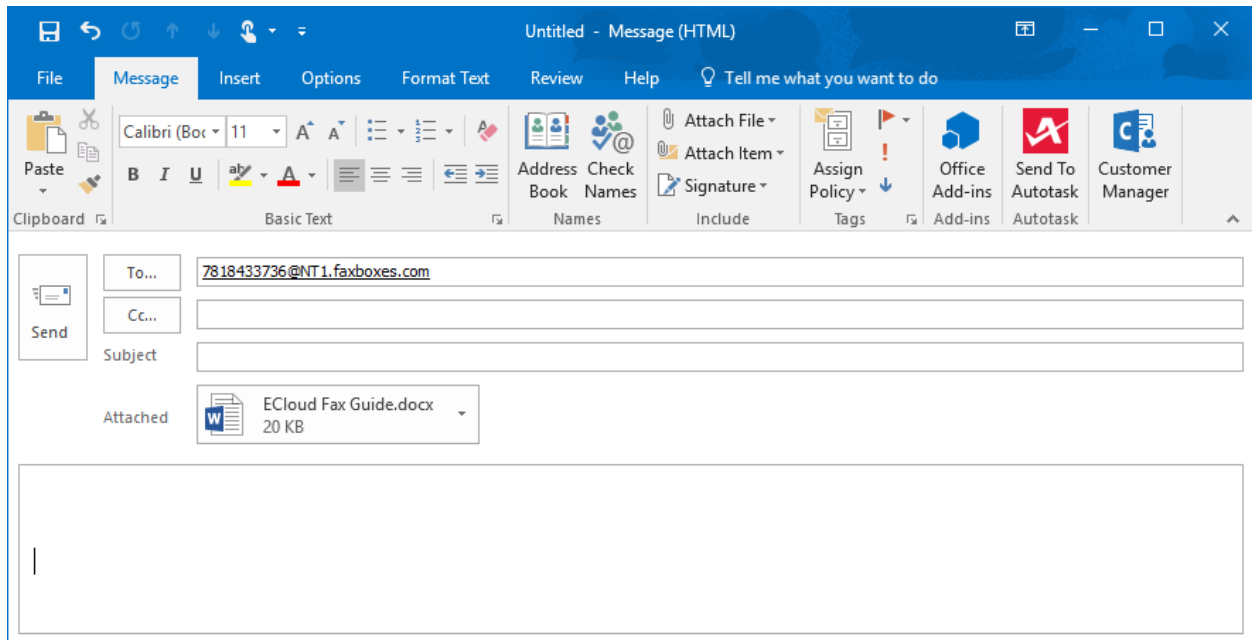 Untitled - Message (HTML)
File Message Insert Options Format Text Review Help Tell me what you want to do
Calibri (Boc 11
Paste
B I U
Address Book
Check Names
Attach File
Attach Item
Signature
Assign Policy
Office Add-ins
Send To Autotask
Customer Manager
Clipboard Basic Text Names Include Tags Add-ins Autotask
To... 7818433736@NT1.faxboxes.com
Cc...
Send
Subject
Attached
ECloud Fax Guide.docx
20 KB